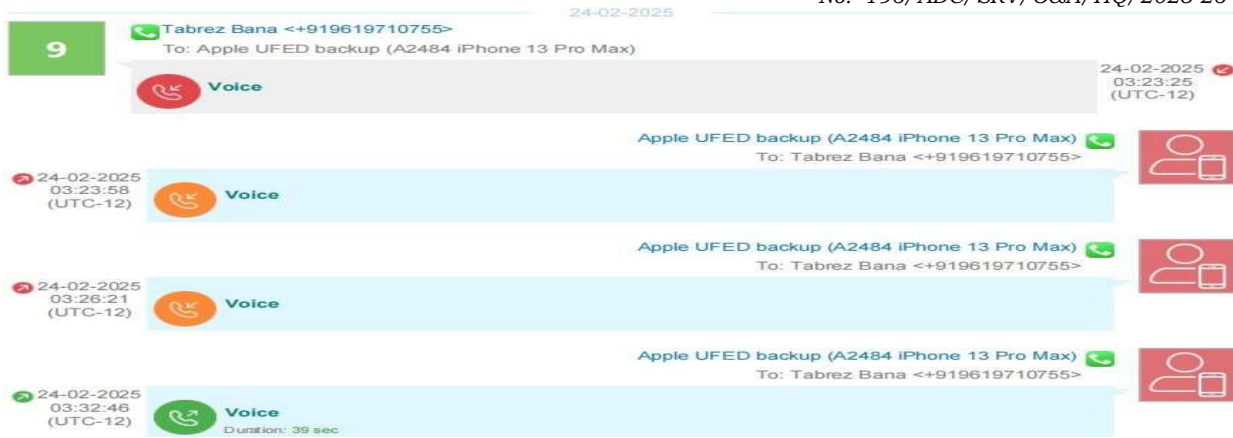 24-02-2025
9
Tabrez Bana <+919619710755>
To: Apple UFED backup (A2484 iPhone 13 Pro Max)
Voice
24-02-2025
03:23:25
(UTC-12)
Apple UFED backup (A2484 iPhone 13 Pro Max)
To: Tabrez Bana <+919619710755>
24-02-2025
03:23:58
(UTC-12)
Voice
Apple UFED backup (A2484 iPhone 13 Pro Max)
To: Tabrez Bana <+919619710755>
24-02-2025
03:26:21
(UTC-12)
Voice
Apple UFED backup (A2484 iPhone 13 Pro Max)
To: Tabrez Bana <+919619710755>
24-02-2025
03:32:46
(UTC-12)
Voice
Duration: 39 sec